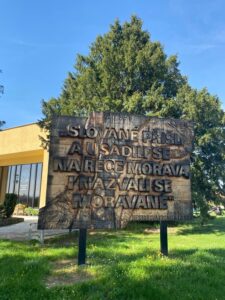 „SLOVANÉ PŘIŠLI
A USADILI SE
NA ŘECE MORAVĚ
I NAZVALI SE
MORAVANÉ“